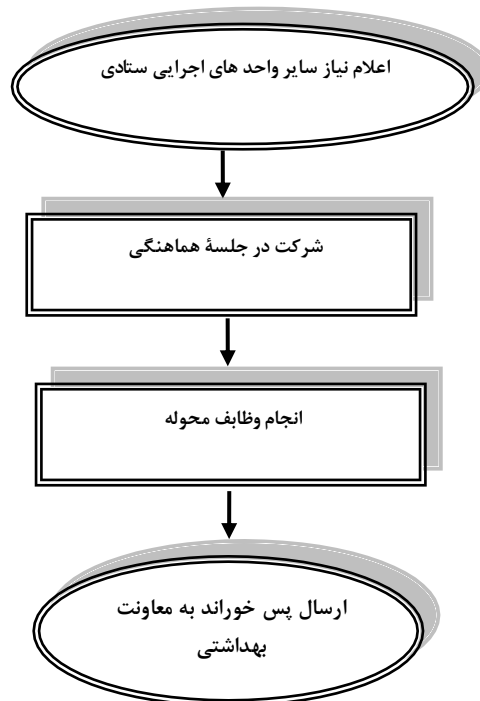 اعلام نیاز سایر واحد های اجرایی ستادی
شرکت در جلسۀ هماهنگی
انجام وظایف محوله
ارسال پس خوراند به معاونت
بهداشتی